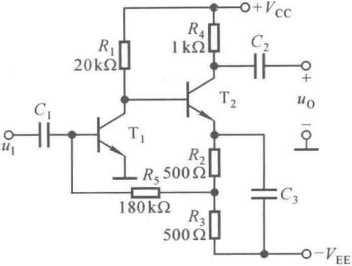 +V_CC
R_1
20kΩ
R_4
1kΩ
C_2
+
u_O
−
C_1
u_I
T_1
T_2
R_2
500Ω
R_5
180kΩ
C_3
R_3
500Ω
−V_EE